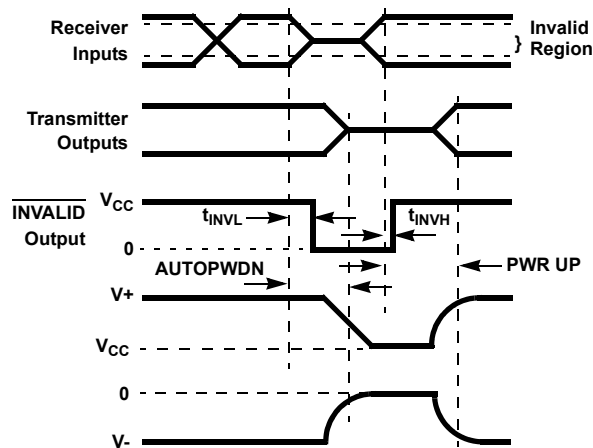 Receiver
Inputs
} Invalid
Region
Transmitter
Outputs
INVALID
Output
VCC
0
tINVL
tINVH
AUTOPWDN
PWR UP
V+
VCC
0
V-